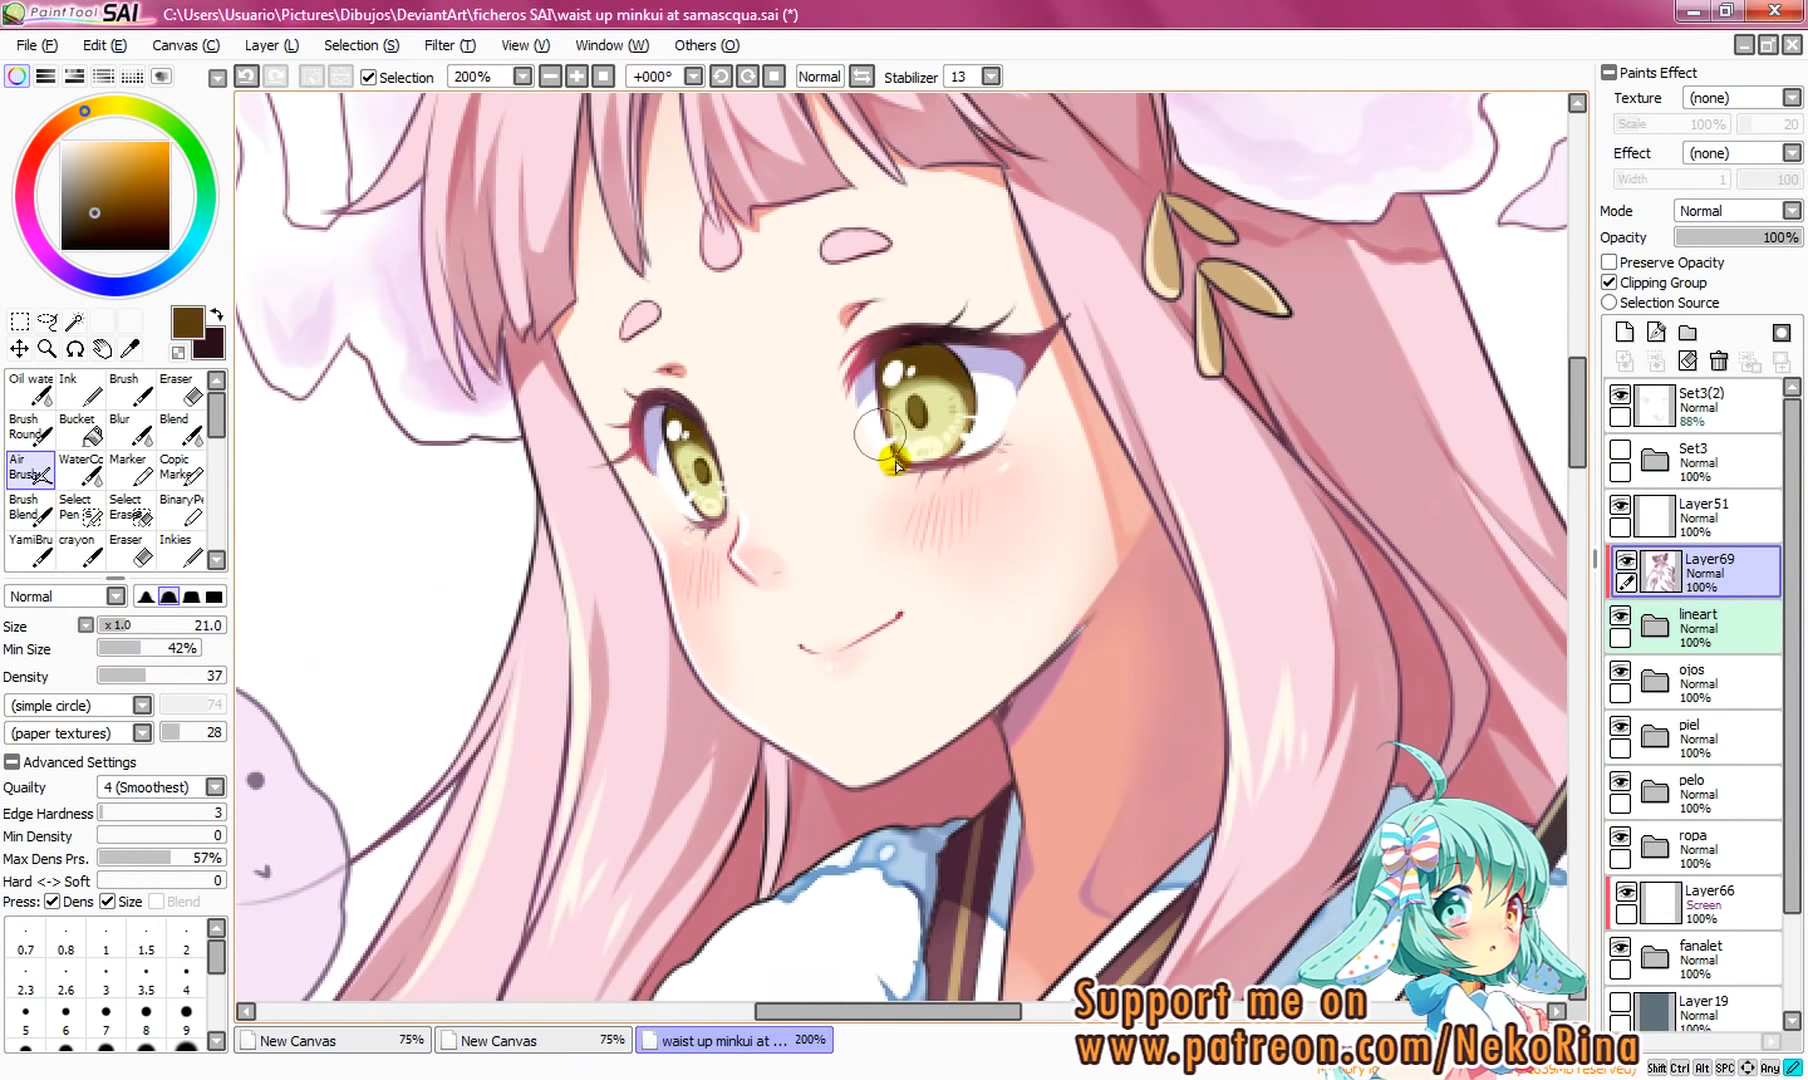 PaintTool SAI C:\Users\Usuario\Pictures\Dibujos\DeviantArt\ficheros SAI\waist up minkui at samascqua.sai (*)
File (F) Edit (E) Canvas (C) Layer (L) Selection (S) Filter (T) View (V) Window (W) Others (O)
Selection 200% +000° Normal Stabilizer 13
Paints Effect
Texture (none)
Scale 100% 20
Effect (none)
Width 1 100
Mode Normal
Opacity 100%
Preserve Opacity
Clipping Group
Selection Source
Oil wate Ink Brush Eraser
Brush Round Bucket Blur Blend
Air Brush WaterCo Marker Copic Marke
Brush Blend Select Pen Select Erase BinaryPe
YamiBru crayon Eraser Inkies
Normal
Size x 1.0 21.0
Min Size 42%
Density 37
(simple circle) 74
(paper textures) 28
Advanced Settings
Quailty 4 (Smoothest)
Edge Hardness 3
Min Density 0
Max Dens Prs. 57%
Hard <-> Soft 0
Press: Dens Size Blend
0.7 0.8 1 1.5 2
2.3 2.6 3 3.5 4
5 6 7 8 9
Set3(2)
Normal
88%
Set3
Normal
100%
Layer51
Normal
100%
Layer69
Normal
100%
lineart
Normal
100%
ojos
Normal
100%
piel
Normal
100%
pelo
Normal
100%
ropa
Normal
100%
Layer66
Screen
100%
fanalet
Normal
100%
Layer19
Normal
Support me on
www.patreon.com/NekoRina
New Canvas 75% New Canvas 75% waist up minkui at ... 200%
Shift Ctrl Alt SPC Any